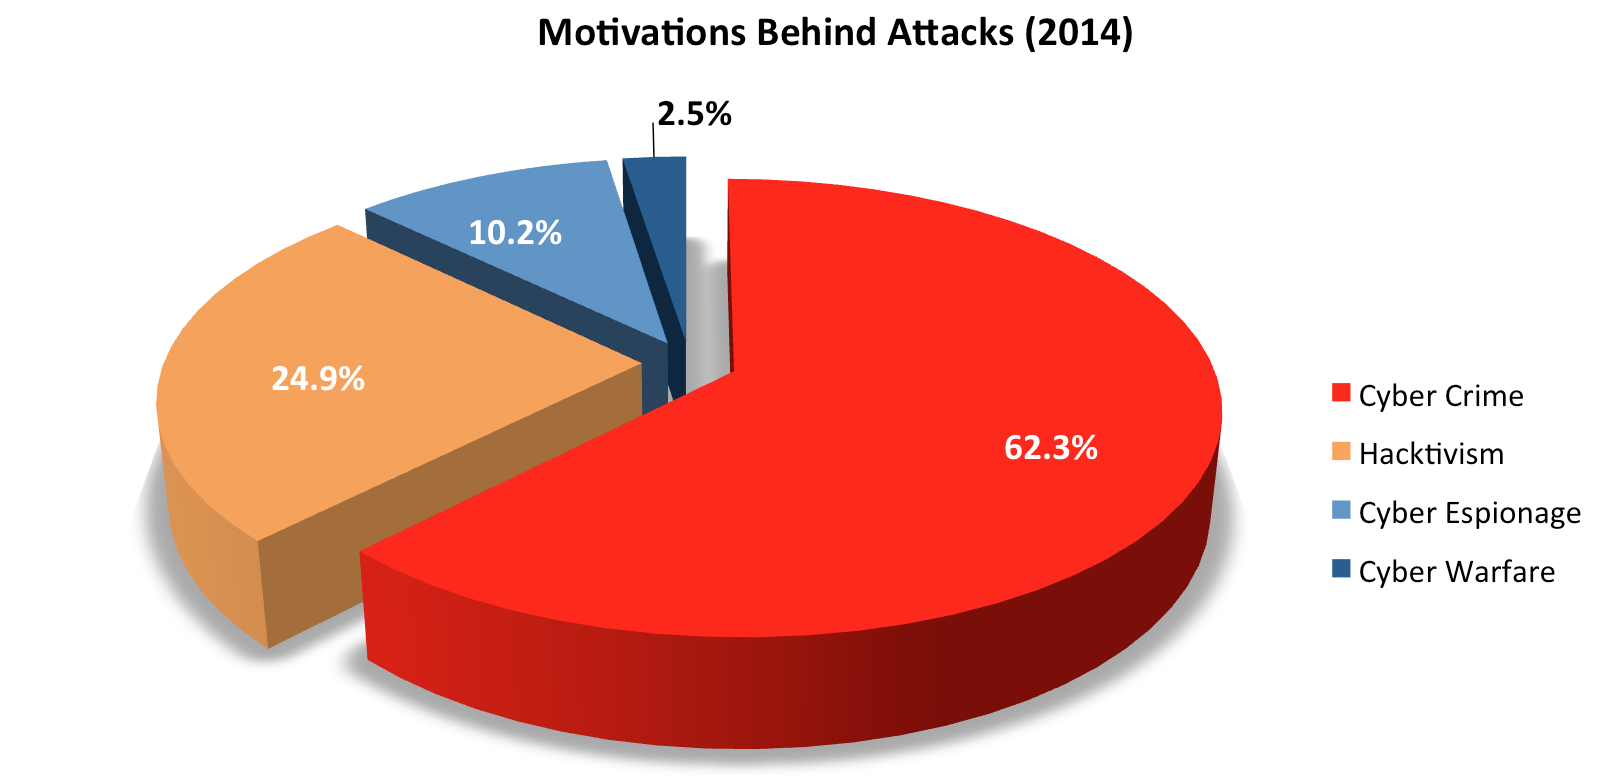 Motivations Behind Attacks (2014)
2.5%
10.2%
24.9%
62.3%
Cyber Crime
Hacktivism
Cyber Espionage
Cyber Warfare